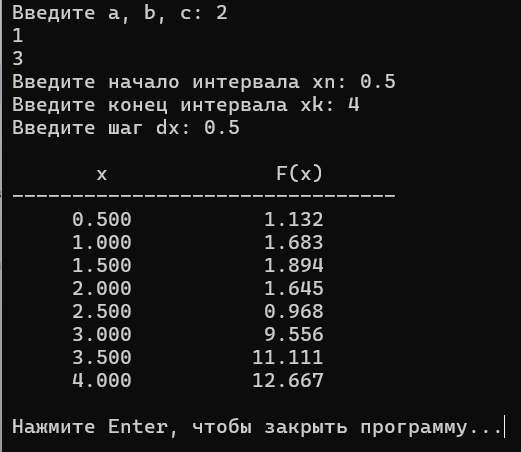 Введите a, b, c: 2
1
3
Введите начало интервала xn: 0.5
Введите конец интервала xk: 4
Введите шаг dx: 0.5
x F(x)
--------------------------------
0.500 1.132
1.000 1.683
1.500 1.894
2.000 1.645
2.500 0.968
3.000 9.556
3.500 11.111
4.000 12.667
Нажмите Enter, чтобы закрыть программу...